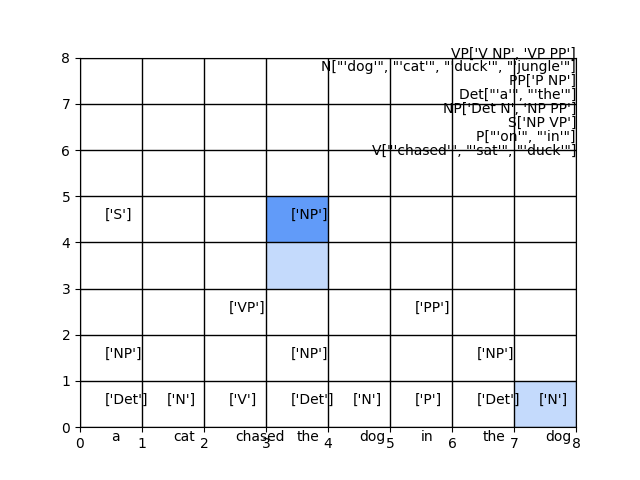 8
VP['V NP', 'VP PP']
N["'dog'", "'cat'", "'duck'", "'jungle'"]
PP['P NP']
Det["'a'", "'the'"]
7
NP['Det N', 'NP PP']
S['NP VP']
P["'on'", "'in'"]
6
V["'chased'", "'sat'", "'duck'"]
5
['S'] ['NP']
4
3
['VP'] ['PP']
2
['NP'] ['NP'] ['NP']
1
['Det'] ['N'] ['V'] ['Det'] ['N'] ['P'] ['Det'] ['N']
0
a cat chased the dog in the dog
0 1 2 3 4 5 6 7 8